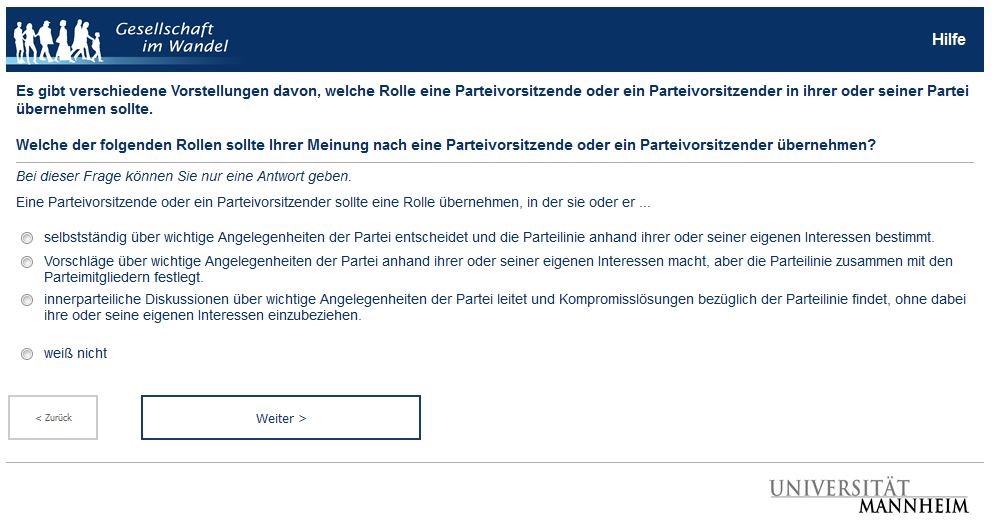 Gesellschaft
im Wandel
Hilfe
Es gibt verschiedene Vorstellungen davon, welche Rolle eine Parteivorsitzende oder ein Parteivorsitzender in ihrer oder seiner Partei
übernehmen sollte.
Welche der folgenden Rollen sollte Ihrer Meinung nach eine Parteivorsitzende oder ein Parteivorsitzender übernehmen?
Bei dieser Frage können Sie nur eine Antwort geben.
Eine Parteivorsitzende oder ein Parteivorsitzender sollte eine Rolle übernehmen, in der sie oder er ...
selbstständig über wichtige Angelegenheiten der Partei entscheidet und die Parteilinie anhand ihrer oder seiner eigenen Interessen bestimmt.
Vorschläge über wichtige Angelegenheiten der Partei anhand ihrer oder seiner eigenen Interessen macht, aber die Parteilinie zusammen mit den
Parteimitgliedern festlegt.
innerparteiliche Diskussionen über wichtige Angelegenheiten der Partei leitet und Kompromisslösungen bezüglich der Parteilinie findet, ohne dabei
ihre oder seine eigenen Interessen einzubeziehen.
weiß nicht
< Zurück
Weiter >
UNIVERSITÄT
MANNHEIM